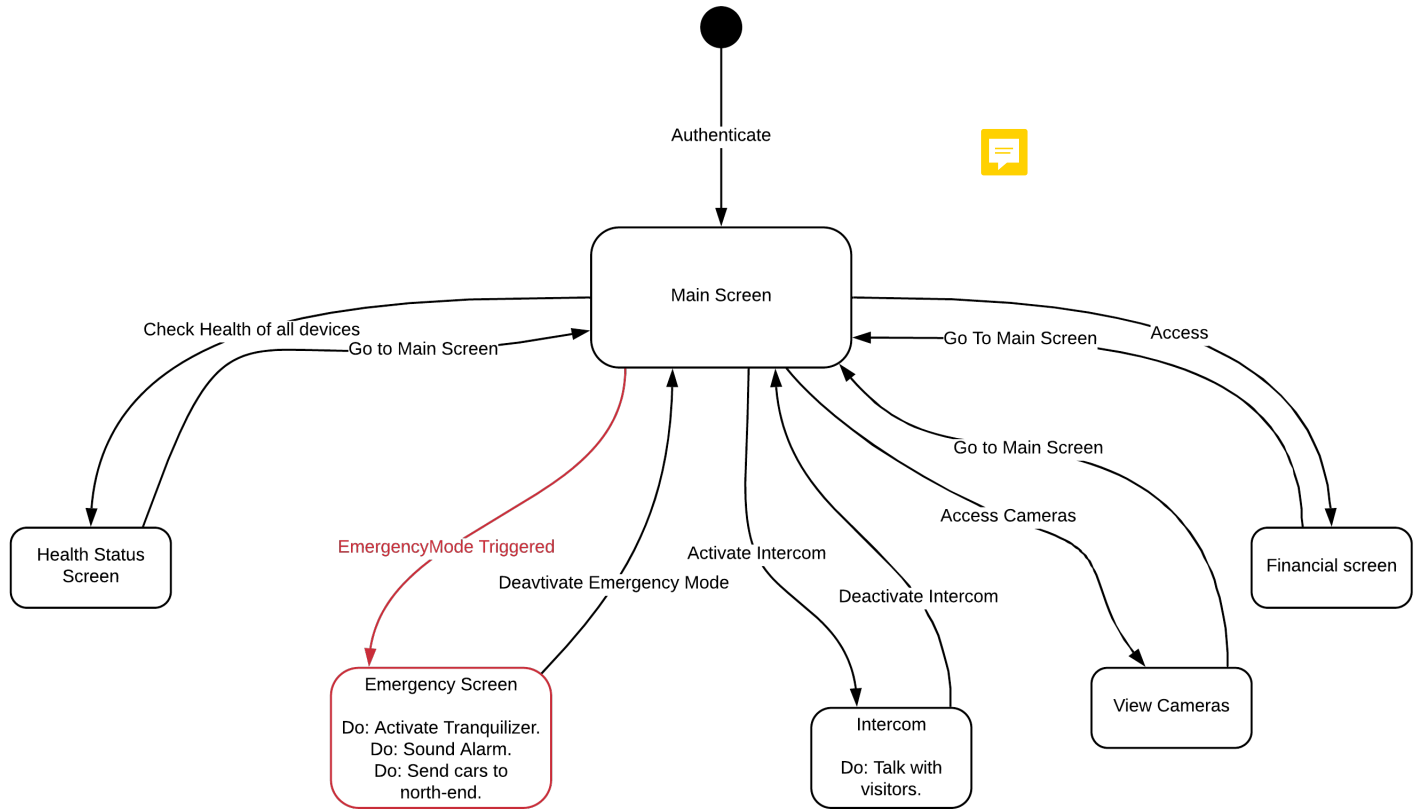 Authenticate
Main Screen
Check Health of all devices
Go to Main Screen
Go To Main Screen
Access
Go to Main Screen
Access Cameras
EmergencyMode Triggered
Deavtivate Emergency Mode
Activate Intercom
Deactivate Intercom
Health Status
Screen
Financial screen
Emergency Screen
Do: Activate Tranquilizer.
Do: Sound Alarm.
Do: Send cars to
north-end.
Intercom
Do: Talk with
visitors.
View Cameras